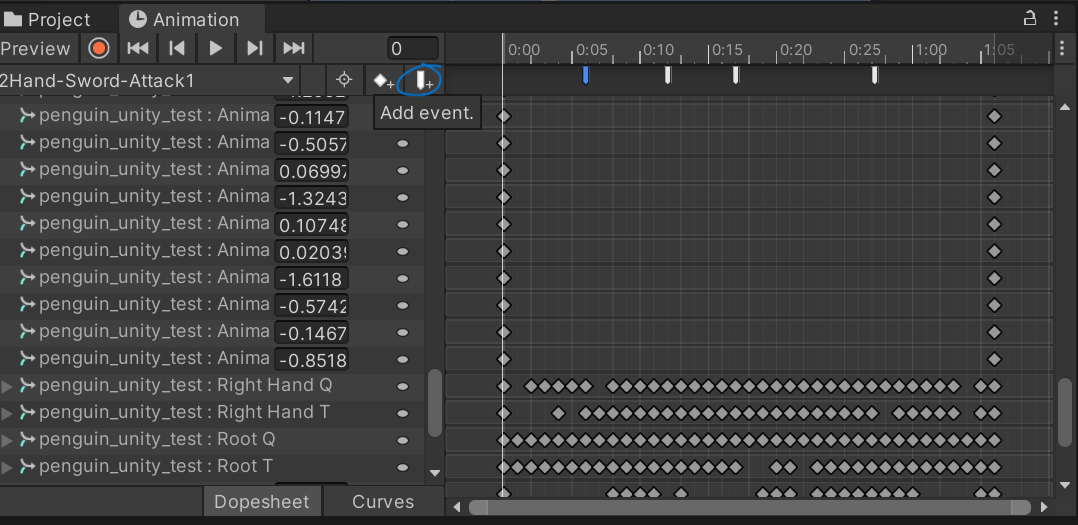 Project Animation
Preview 0 0:00 0:05 0:10 0:15 0:20 0:25 1:00 1:05
2Hand-Sword-Attack1
Add event.
penguin_unity_test : Anima -0.1147
penguin_unity_test : Anima -0.5057
penguin_unity_test : Anima 0.06997
penguin_unity_test : Anima -1.3243
penguin_unity_test : Anima 0.10748
penguin_unity_test : Anima 0.02039
penguin_unity_test : Anima -1.6118
penguin_unity_test : Anima -0.5742
penguin_unity_test : Anima -0.1467
penguin_unity_test : Anima -0.8518
penguin_unity_test : Right Hand Q
penguin_unity_test : Right Hand T
penguin_unity_test : Root Q
penguin_unity_test : Root T
Dopesheet Curves